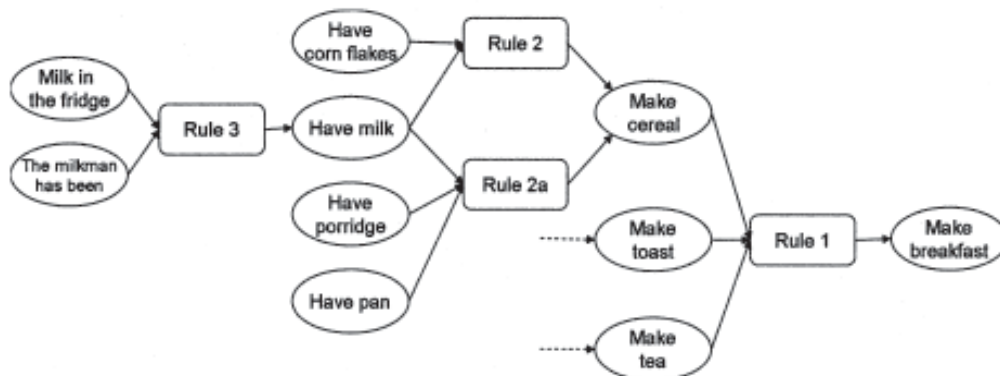 Have
corn flakes
Rule 2
Milk in
the fridge
Rule 3
Have milk
Make
cereal
The milkman
has been
Rule 2a
Have
porridge
Make
toast
Rule 1
Make
breakfast
Have pan
Make
tea